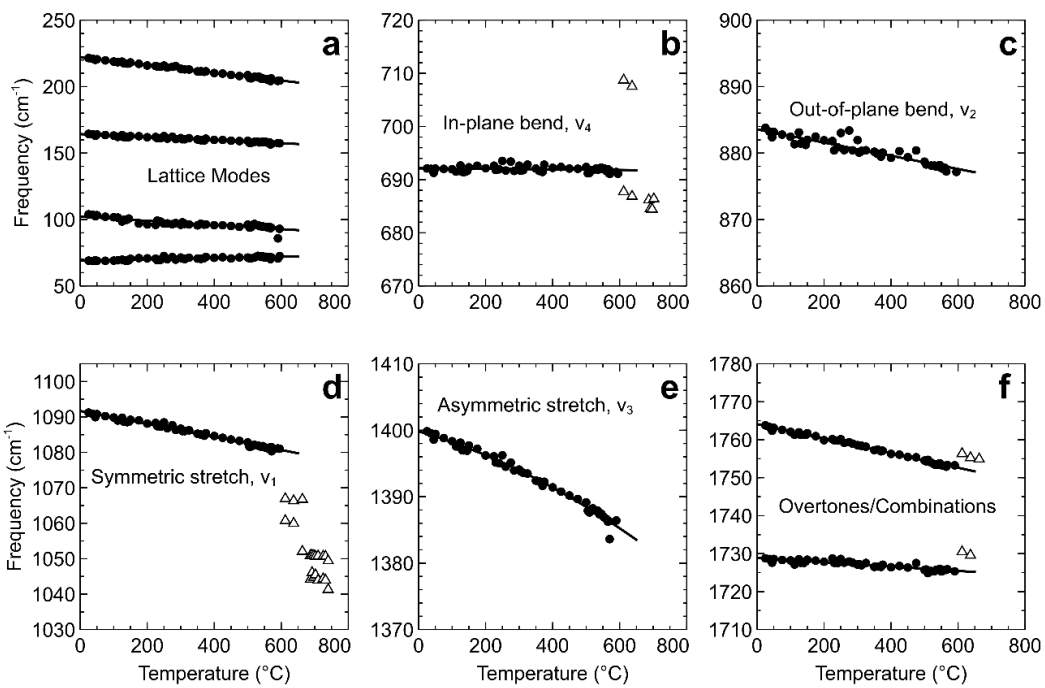 a
b
c
250
200
150
100
50
0 200 400 600 800
Frequency (cm⁻¹)
Lattice Modes
720
710
700
690
680
670
0 200 400 600 800
In-plane bend, v₄
900
890
880
870
860
0 200 400 600 800
Out-of-plane bend, v₂
d
e
f
1100
1090
1080
1070
1060
1050
1040
1030
0 200 400 600 800
Frequency (cm⁻¹)
Symmetric stretch, v₁
Temperature (°C)
1410
1400
1390
1380
1370
0 200 400 600 800
Asymmetric stretch, v₃
Temperature (°C)
1780
1770
1760
1750
1740
1730
1720
1710
0 200 400 600 800
Overtones/Combinations
Temperature (°C)